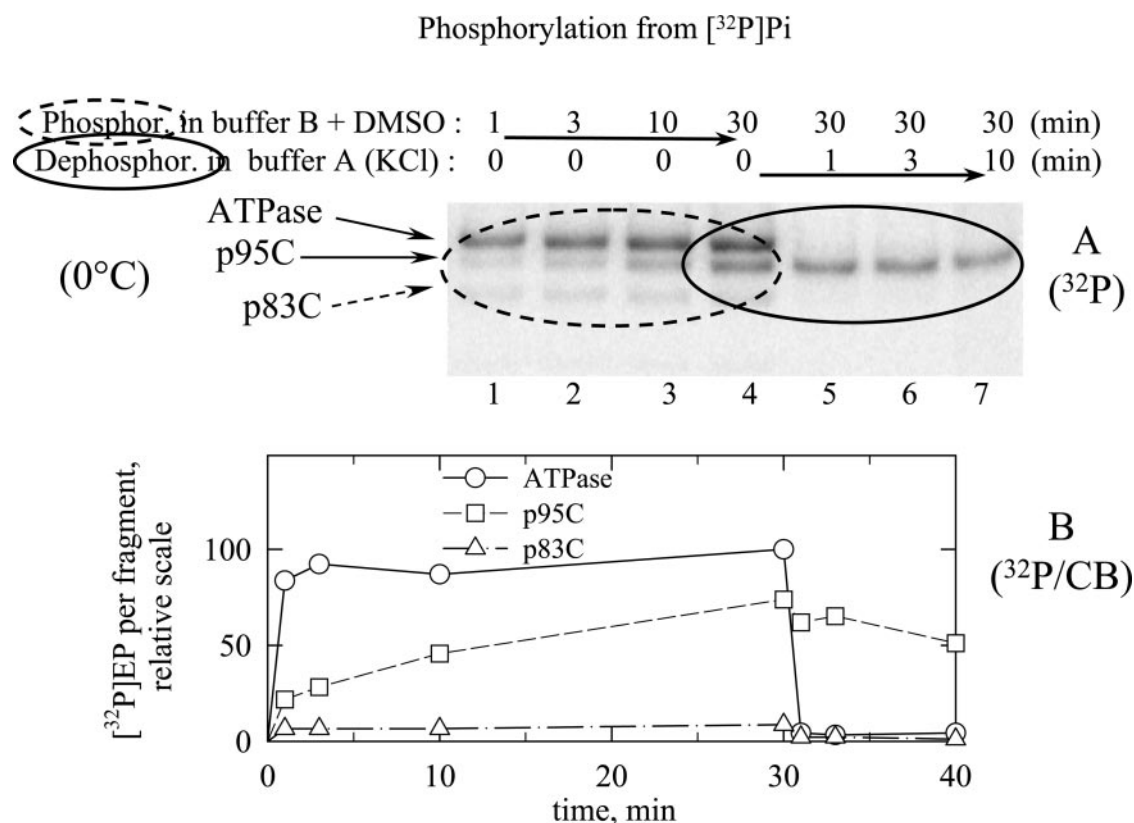 Phosphorylation from [³²P]Pi
Phosphor. in buffer B + DMSO : 1 3 10 30 30 30 30 (min)
Dephosphor. in buffer A (KCl) : 0 0 0 0 1 3 10 (min)
ATPase
p95C
(0°C)
p83C
A
(³²P)
1 2 3 4 5 6 7
ATPase
p95C
p83C
B
(³²P/CB)
[³²P]EP per fragment,
relative scale
100
50
0
0 10 20 30 40
time, min